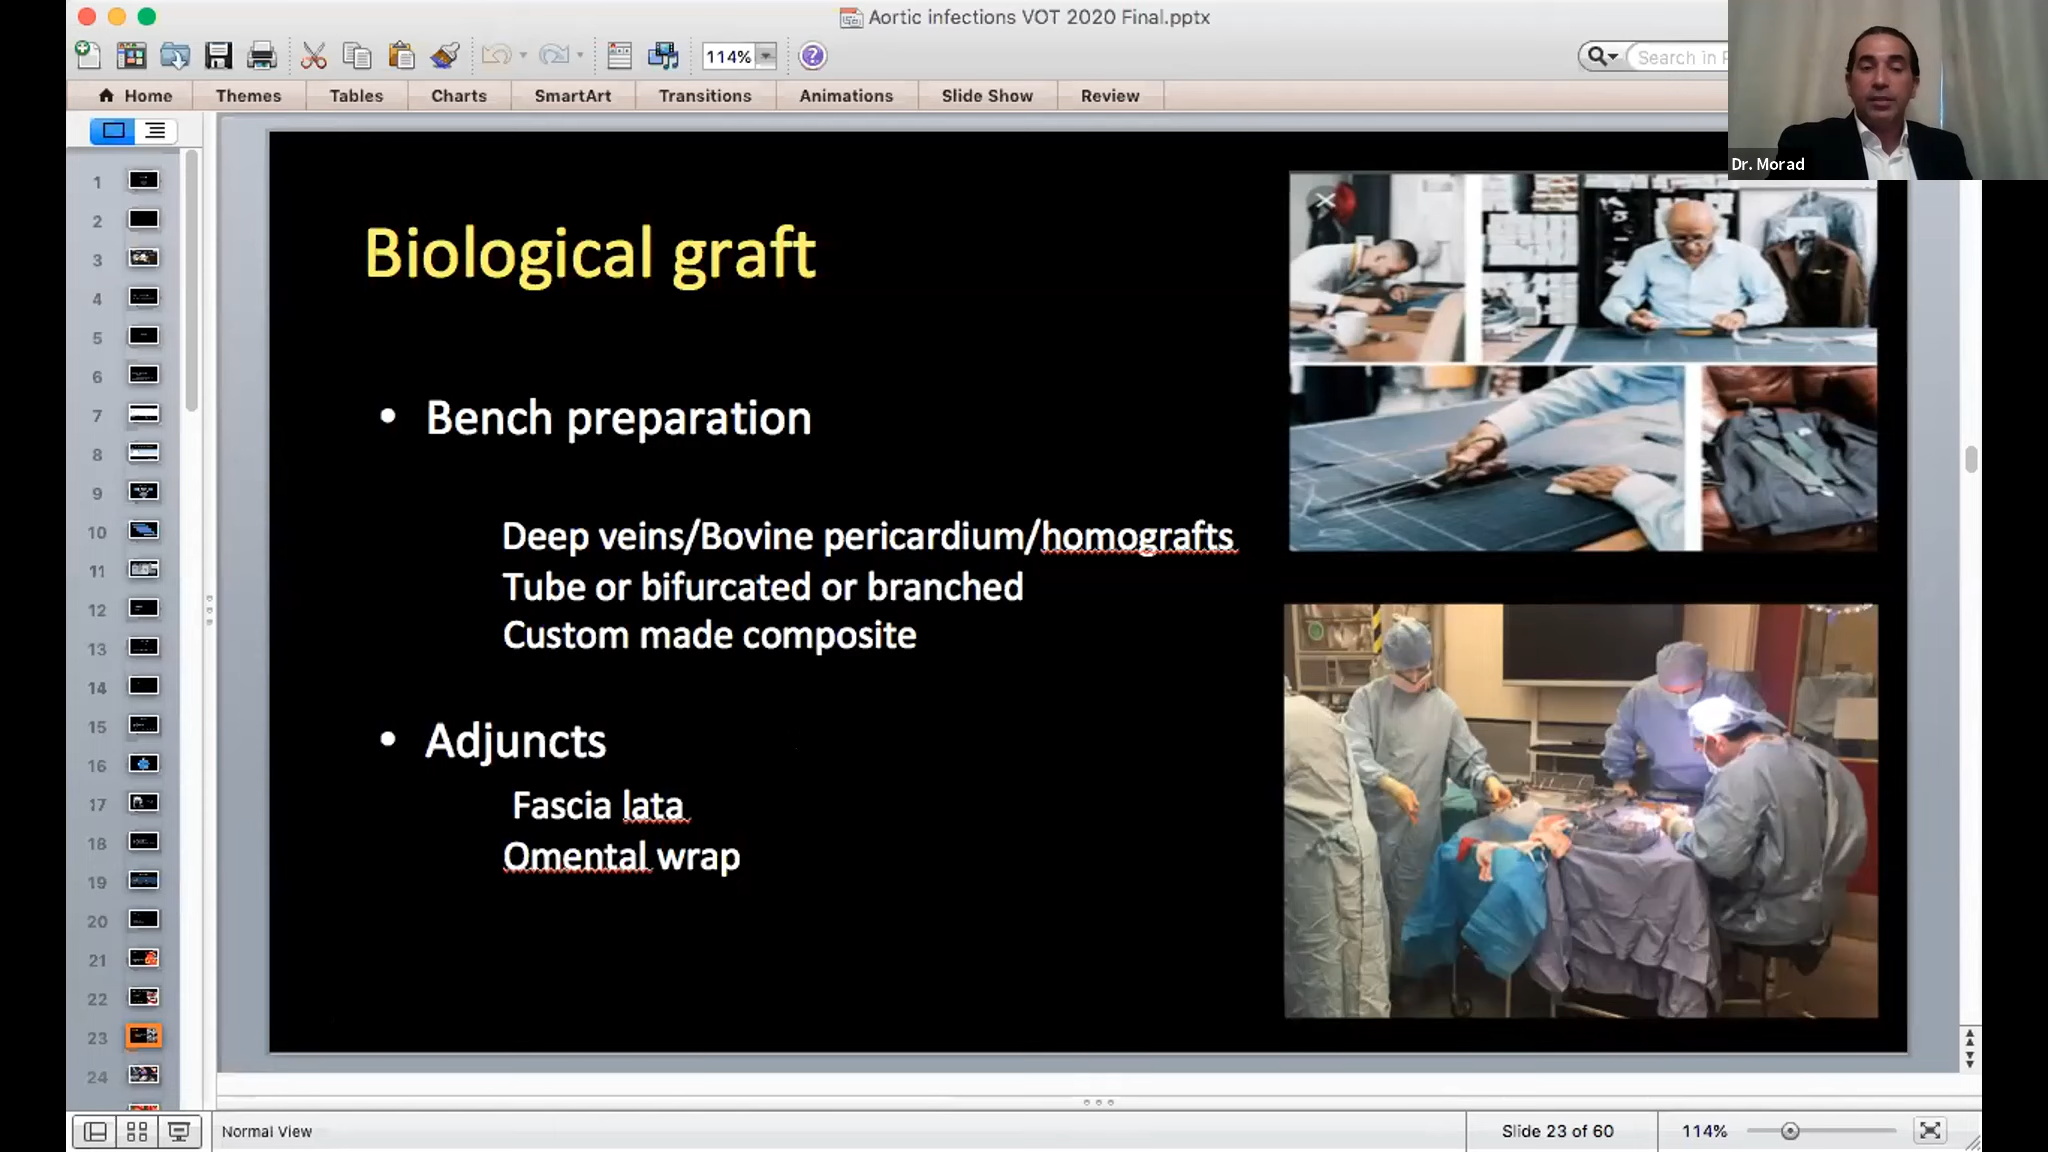 Aortic infections VOT 2020 Final.pptx
114%
Search in
Home
Themes
Tables
Charts
SmartArt
Transitions
Animations
Slide Show
Review
Dr. Morad
1
2
3
4
5
6
7
8
9
10
11
12
13
14
15
16
17
18
19
20
21
22
23
24
Biological graft
• Bench preparation
Deep veins/Bovine pericardium/homografts
Tube or bifurcated or branched
Custom made composite
• Adjuncts
Fascia lata
Omental wrap
Normal View
Slide 23 of 60
114%